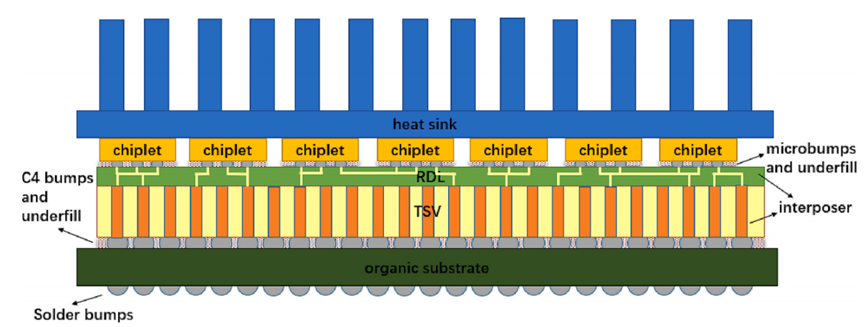 heat sink
chiplet chiplet chiplet chiplet chiplet chiplet chiplet
microbumps
and underfill
C4 bumps
and
underfill
RDL
TSV
interposer
organic substrate
Solder bumps